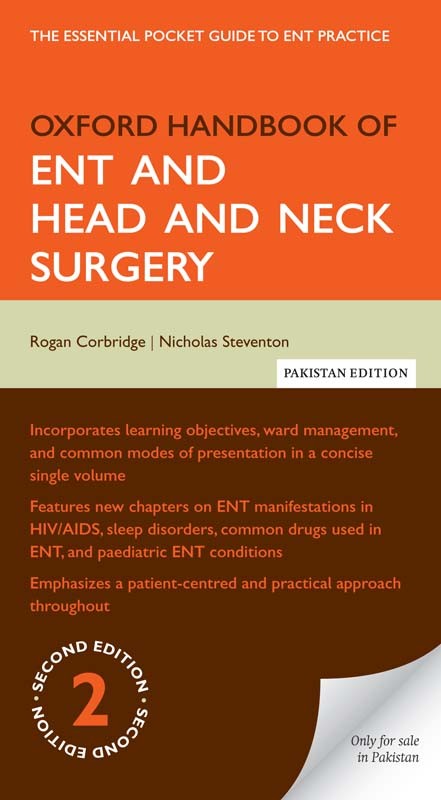 THE ESSENTIAL POCKET GUIDE TO ENT PRACTICE
OXFORD HANDBOOK OF
ENT AND
HEAD AND NECK
SURGERY
Rogan Corbridge | Nicholas Steventon
PAKISTAN EDITION
Incorporates learning objectives, ward management,
and common modes of presentation in a concise
single volume
Features new chapters on ENT manifestations in
HIV/AIDS, sleep disorders, common drugs used in
ENT, and paediatric ENT conditions
Emphasizes a patient-centred and practical approach
throughout
SECOND EDITION • SECOND EDITION •
2
Only for sale
in Pakistan